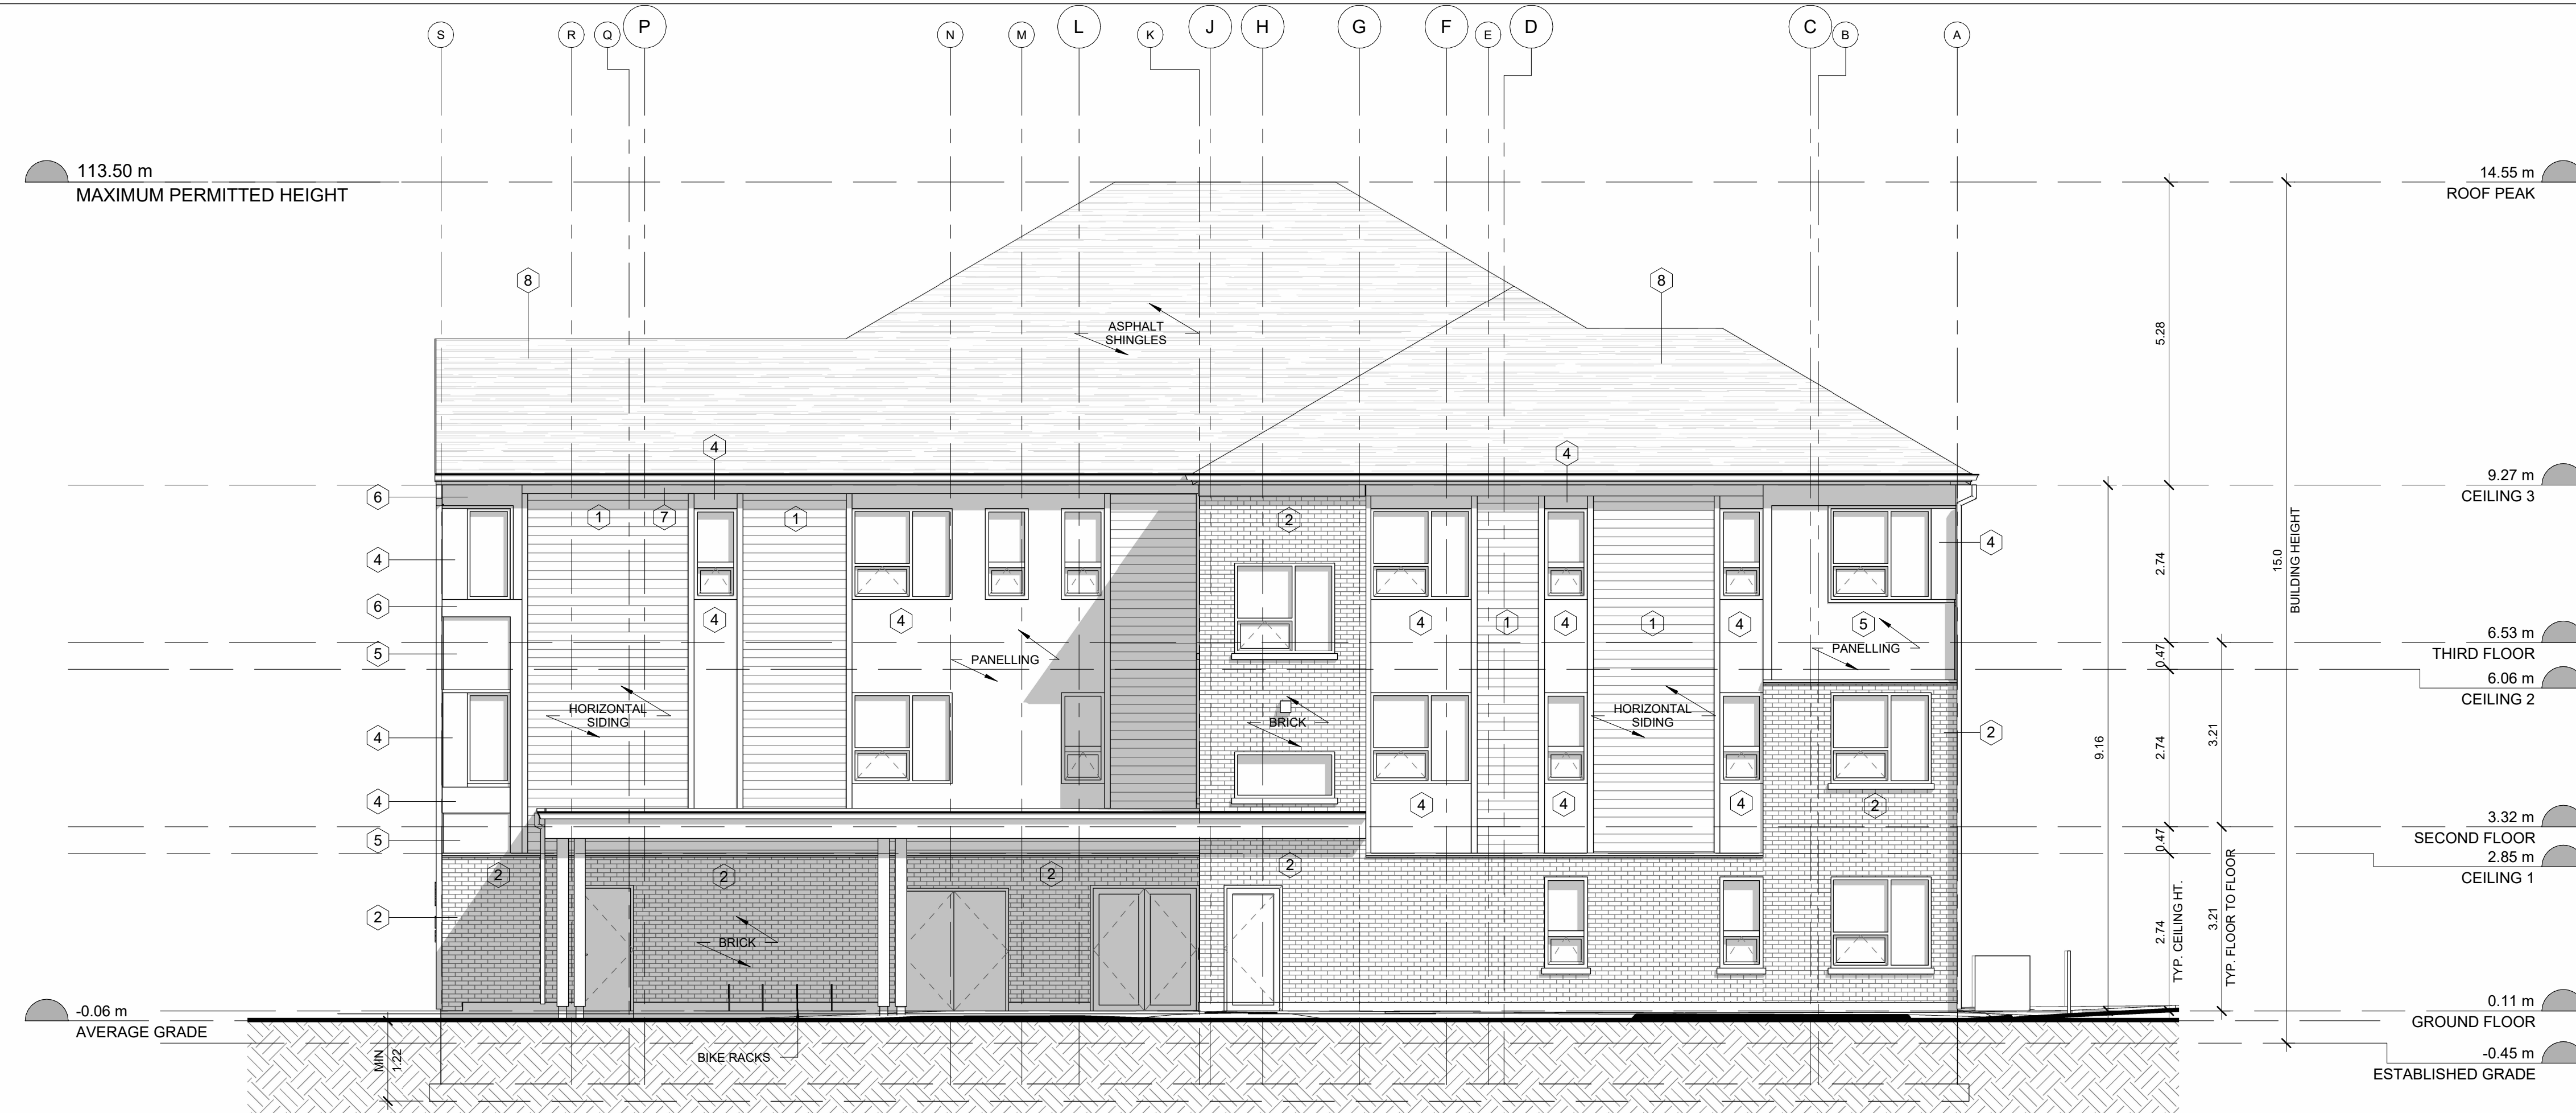 S R Q P N M L K J H G F E D C B A
113.50 m
MAXIMUM PERMITTED HEIGHT
14.55 m
ROOF PEAK
8
8
ASPHALT
SHINGLES
5.28
4
4
9.27 m
CEILING 3
6
1
7
1
2
4
4
15.0
BUILDING HEIGHT
2.74
6
4
4
4
1
4
1
4
5
5
PANELLING
PANELLING
6.53 m
THIRD FLOOR
0.47
6.06 m
CEILING 2
HORIZONTAL
SIDING
BRICK
HORIZONTAL
SIDING
4
2
9.16
2.74
3.21
4
4
4
4
2
5
3.32 m
SECOND FLOOR
0.47
2.85 m
CEILING 1
2
2
2
2
2
BRICK
2.74
TYP. CEILING HT.
3.21
TYP. FLOOR TO FLOOR
-0.06 m
AVERAGE GRADE
0.11 m
GROUND FLOOR
MIN
1.22
BIKE RACKS
-0.45 m
ESTABLISHED GRADE